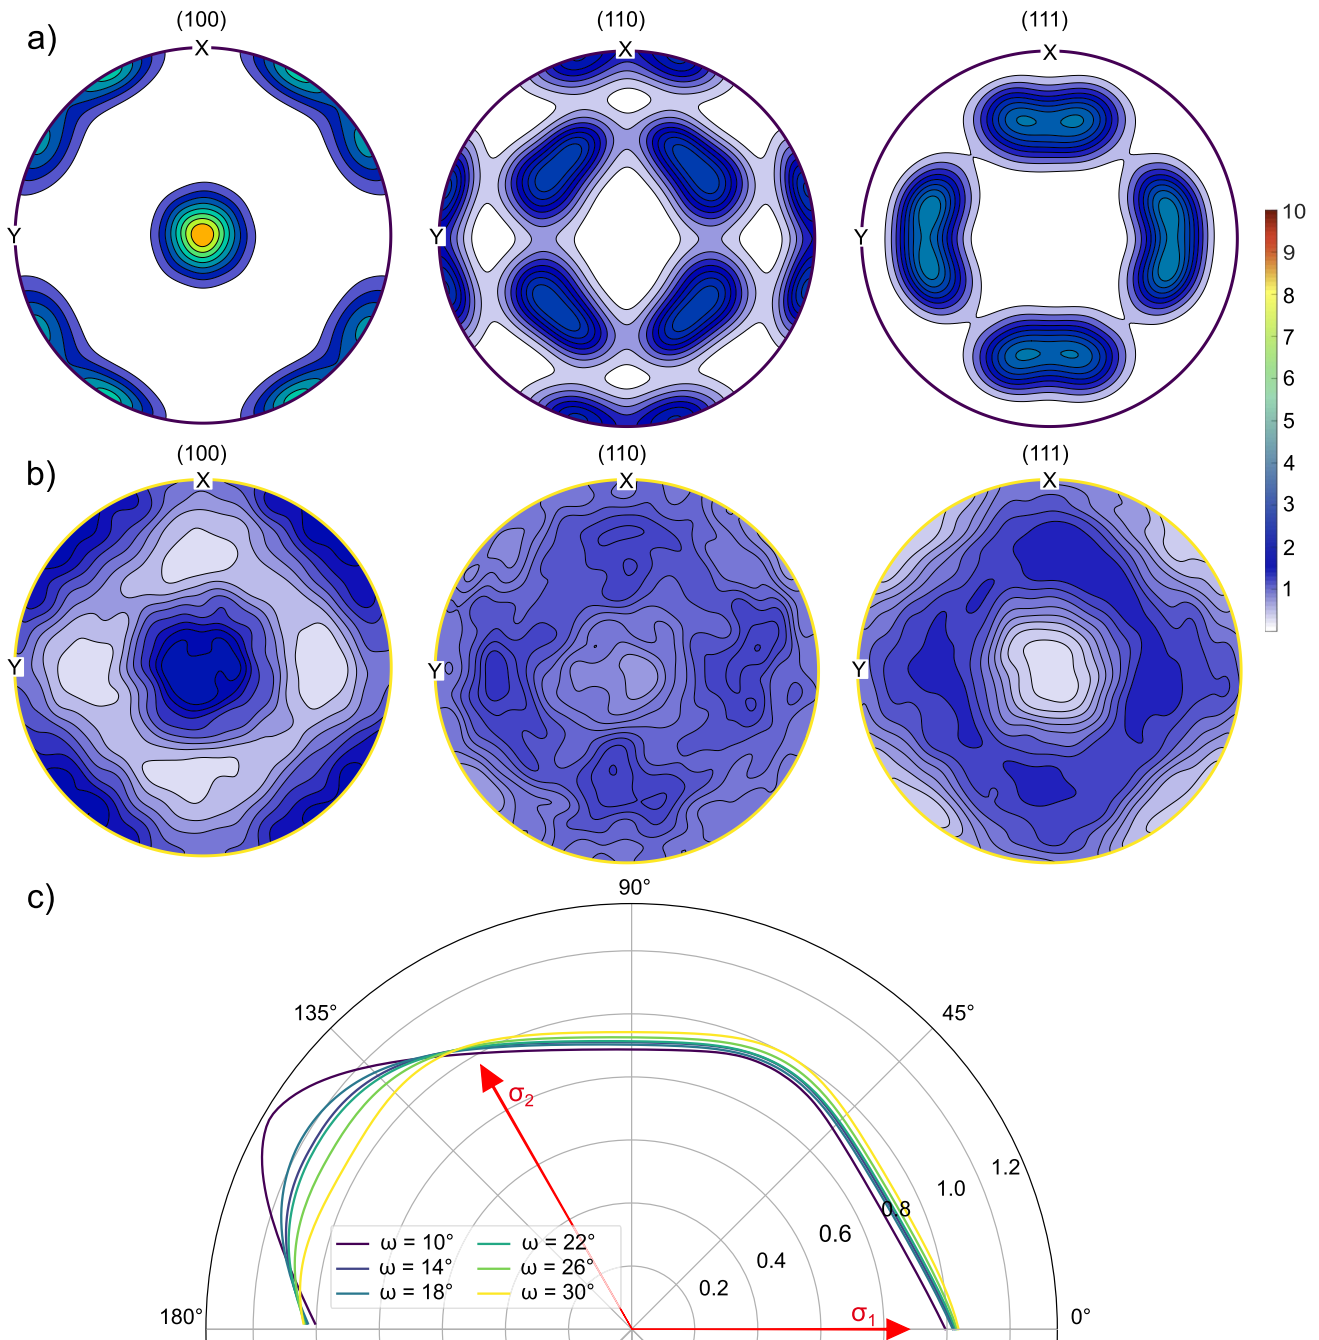 a)
(100)
(110)
(111)
X
X
X
Y
Y
Y
10
9
8
7
6
5
4
3
2
1
b)
(100)
(110)
(111)
X
X
X
Y
Y
Y
c)
90°
135°
45°
σ2
1.2
1.0
0.8
0.6
0.4
0.2
ω = 10°
ω = 22°
ω = 14°
ω = 26°
ω = 18°
ω = 30°
σ1
180°
0°